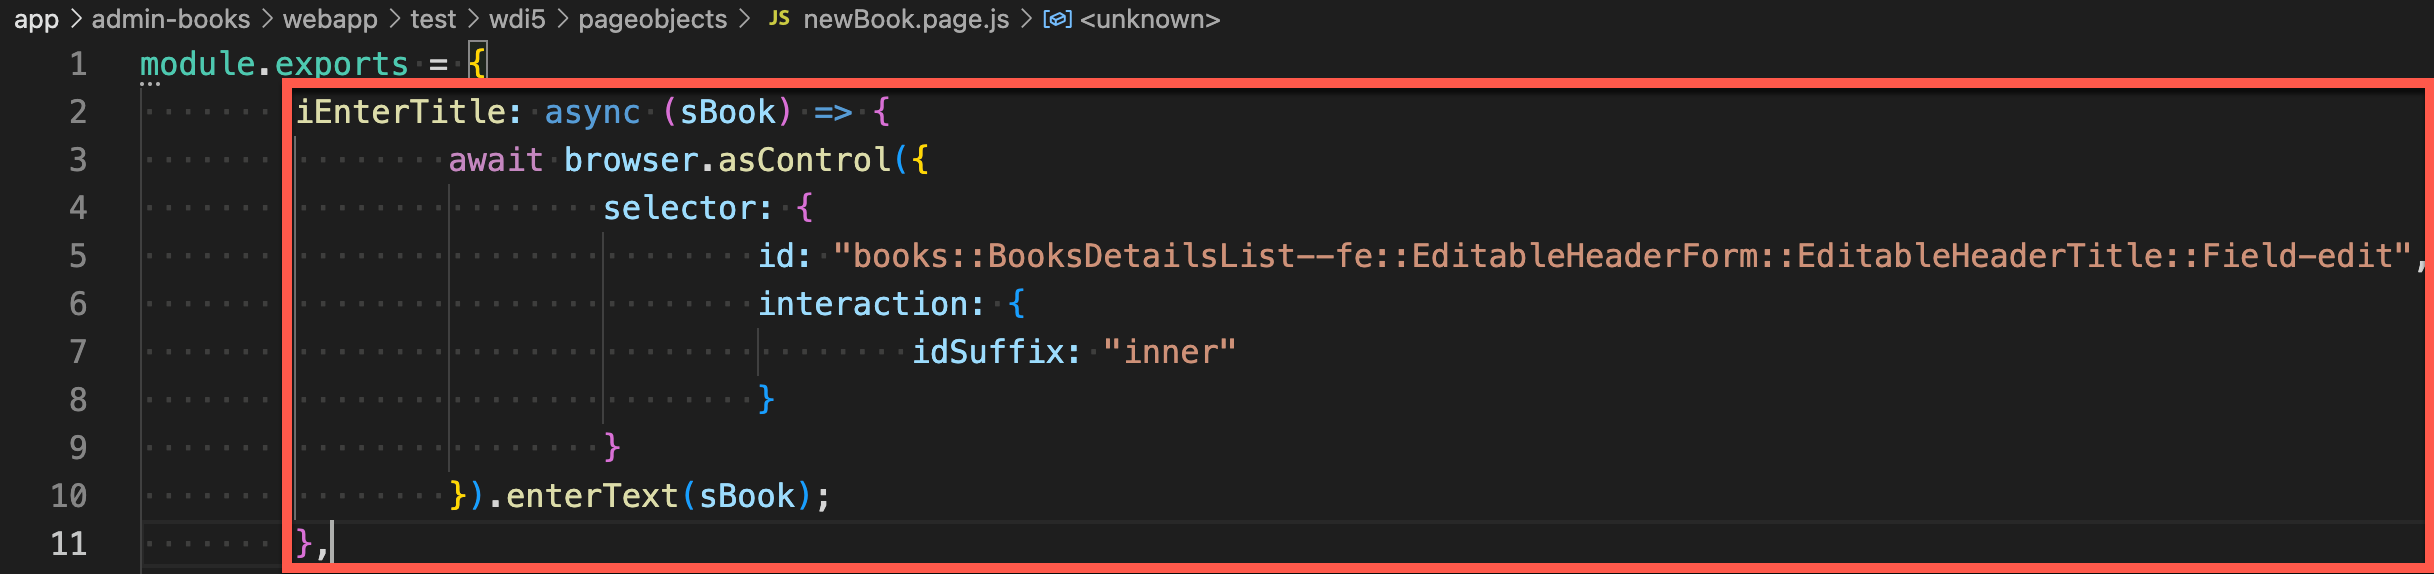 app > admin-books > webapp > test > wdi5 > pageobjects > JS newBook.page.js > <unknown>
1 module.exports = {
2 iEnterTitle: async (sBook) => {
3 await browser.asControl({
4 selector: {
5 id: "books::BooksDetailsList--fe::EditableHeaderForm::EditableHeaderTitle::Field-edit",
6 interaction: {
7 idSuffix: "inner"
8 }
9 }
10 }).enterText(sBook);
11 },